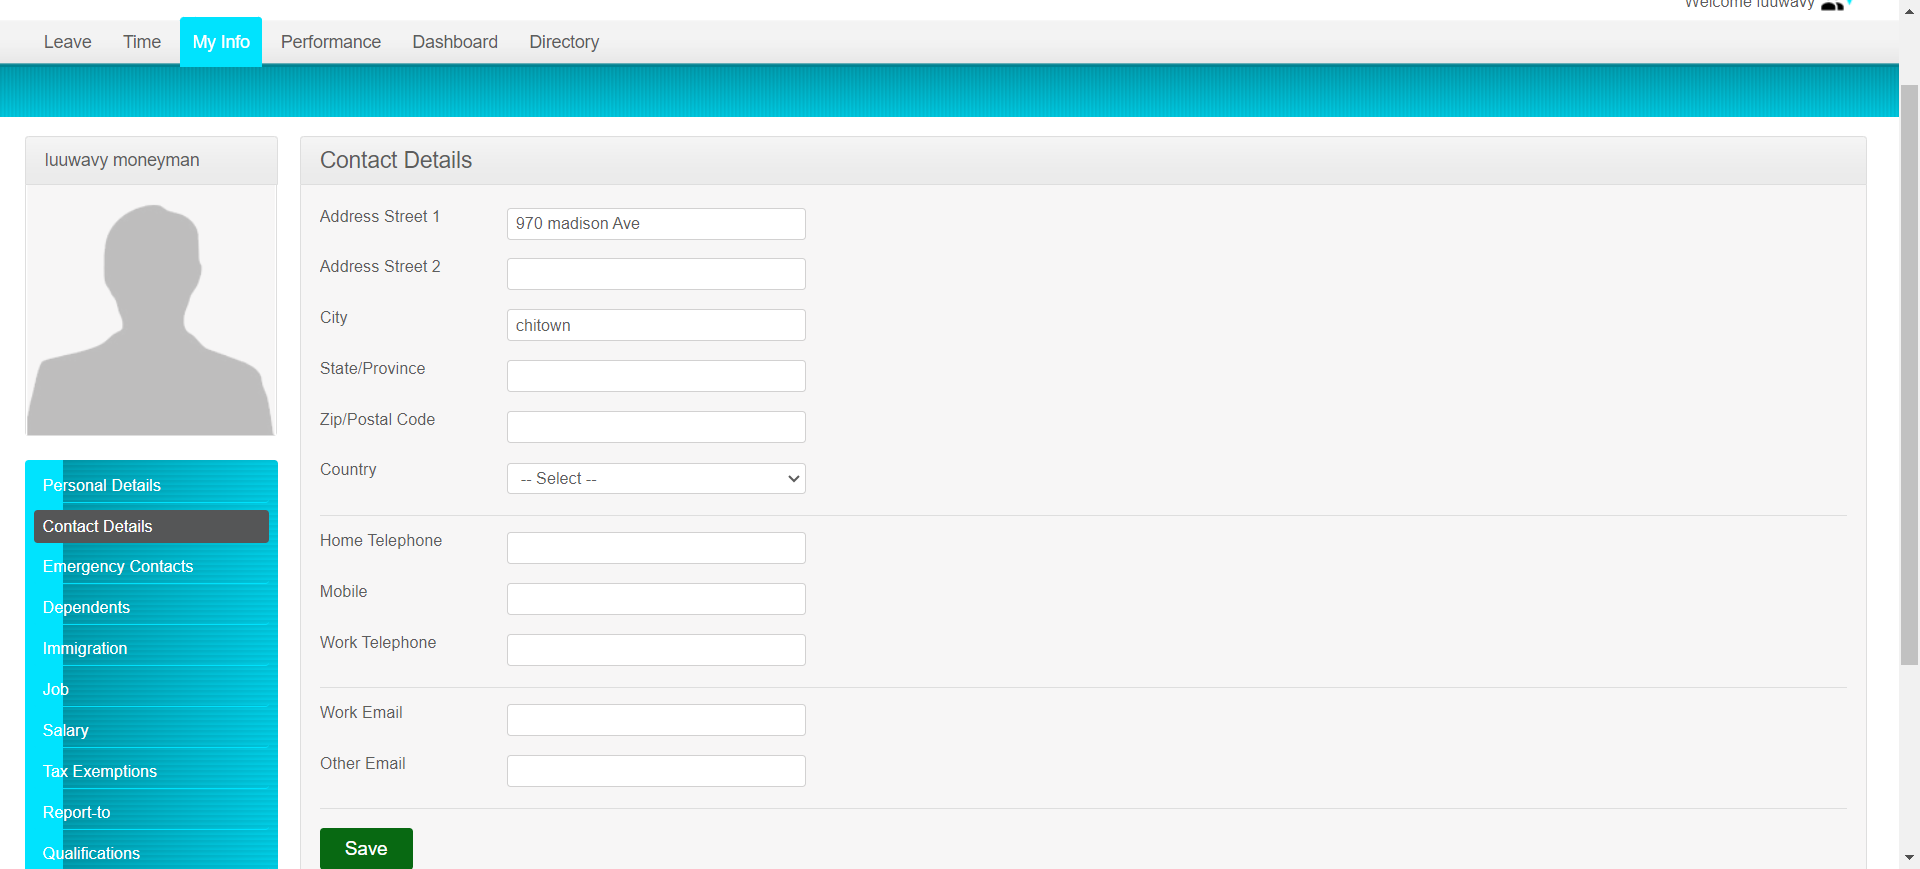 Welcome luuwavy
Leave Time My Info Performance Dashboard Directory
luuwavy moneyman
Contact Details
Address Street 1 970 madison Ave
Address Street 2
City chitown
State/Province
Zip/Postal Code
Country -- Select --
Home Telephone
Mobile
Work Telephone
Work Email
Other Email
Save
Personal Details
Contact Details
Emergency Contacts
Dependents
Immigration
Job
Salary
Tax Exemptions
Report-to
Qualifications